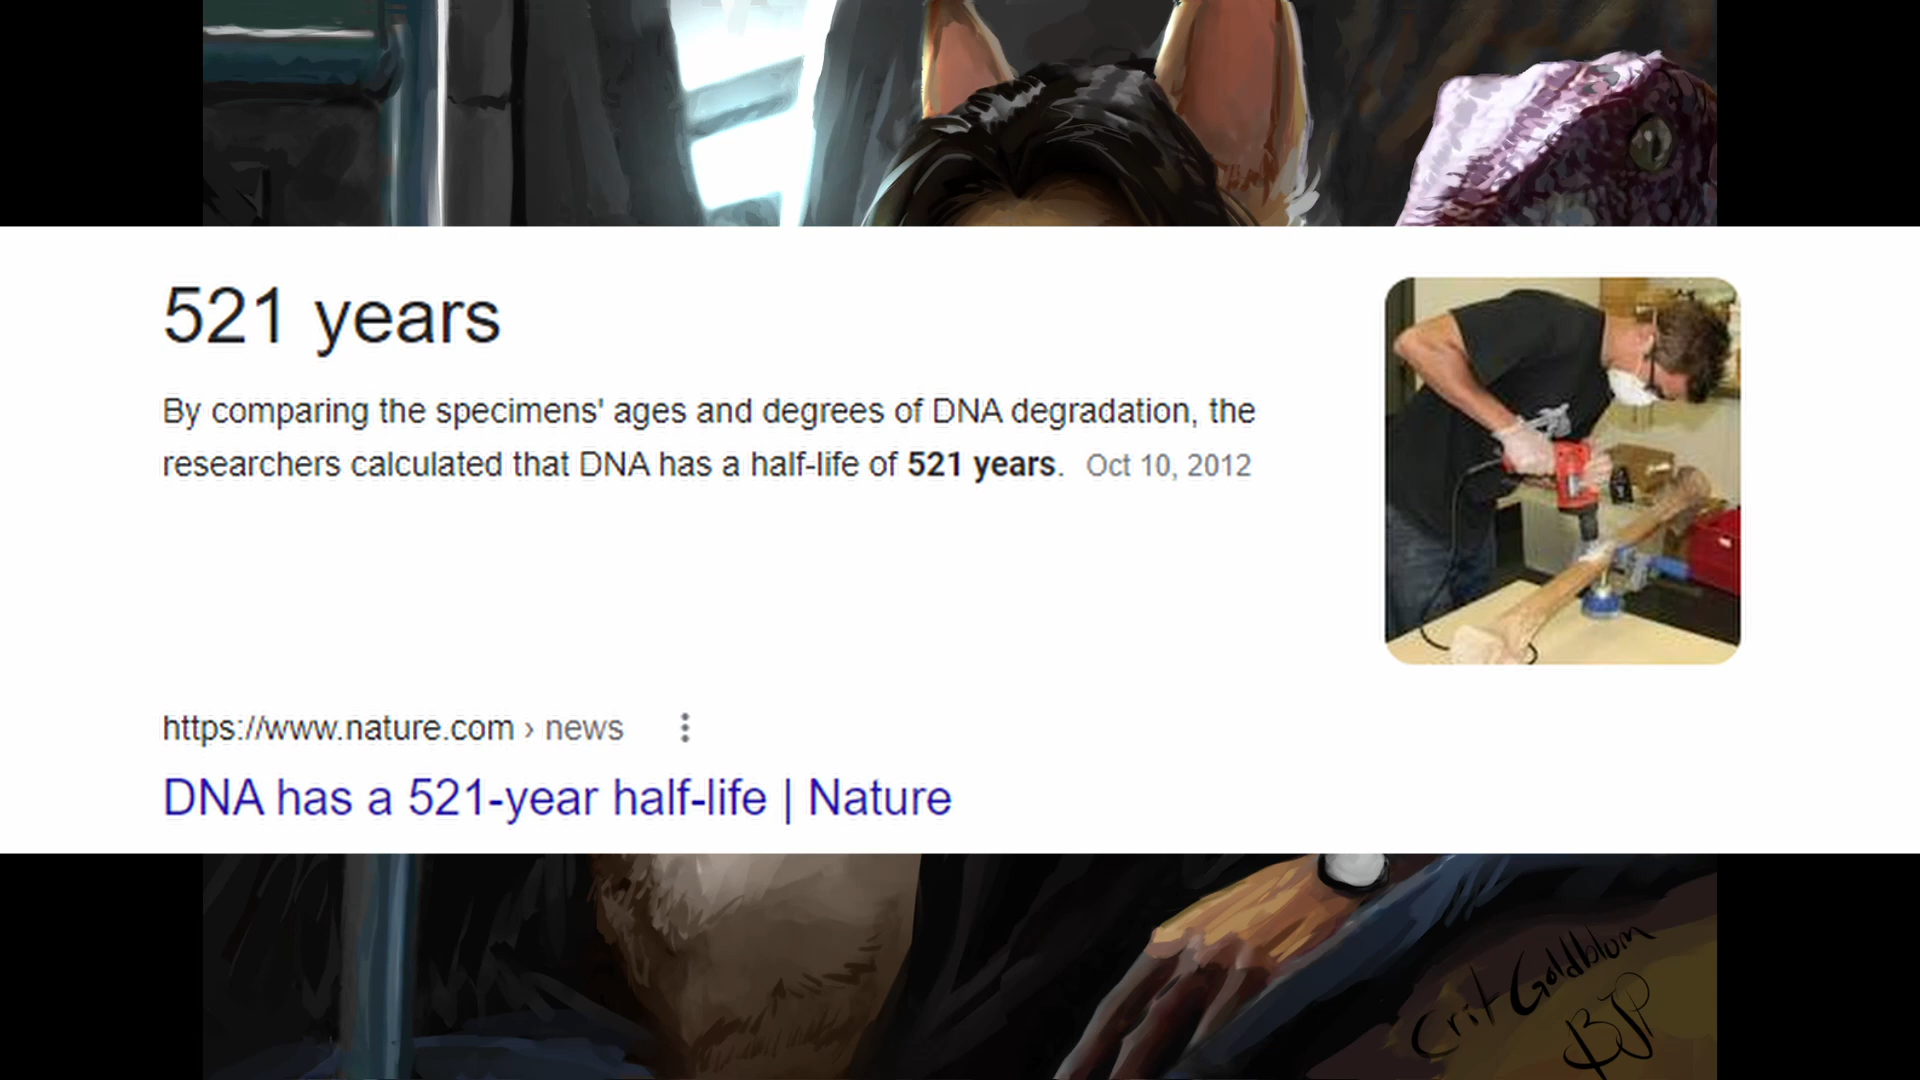 521 years
By comparing the specimens' ages and degrees of DNA degradation, the
researchers calculated that DNA has a half-life of 521 years. Oct 10, 2012
https://www.nature.com › news
DNA has a 521-year half-life | Nature
Crit Goldblum
BJP